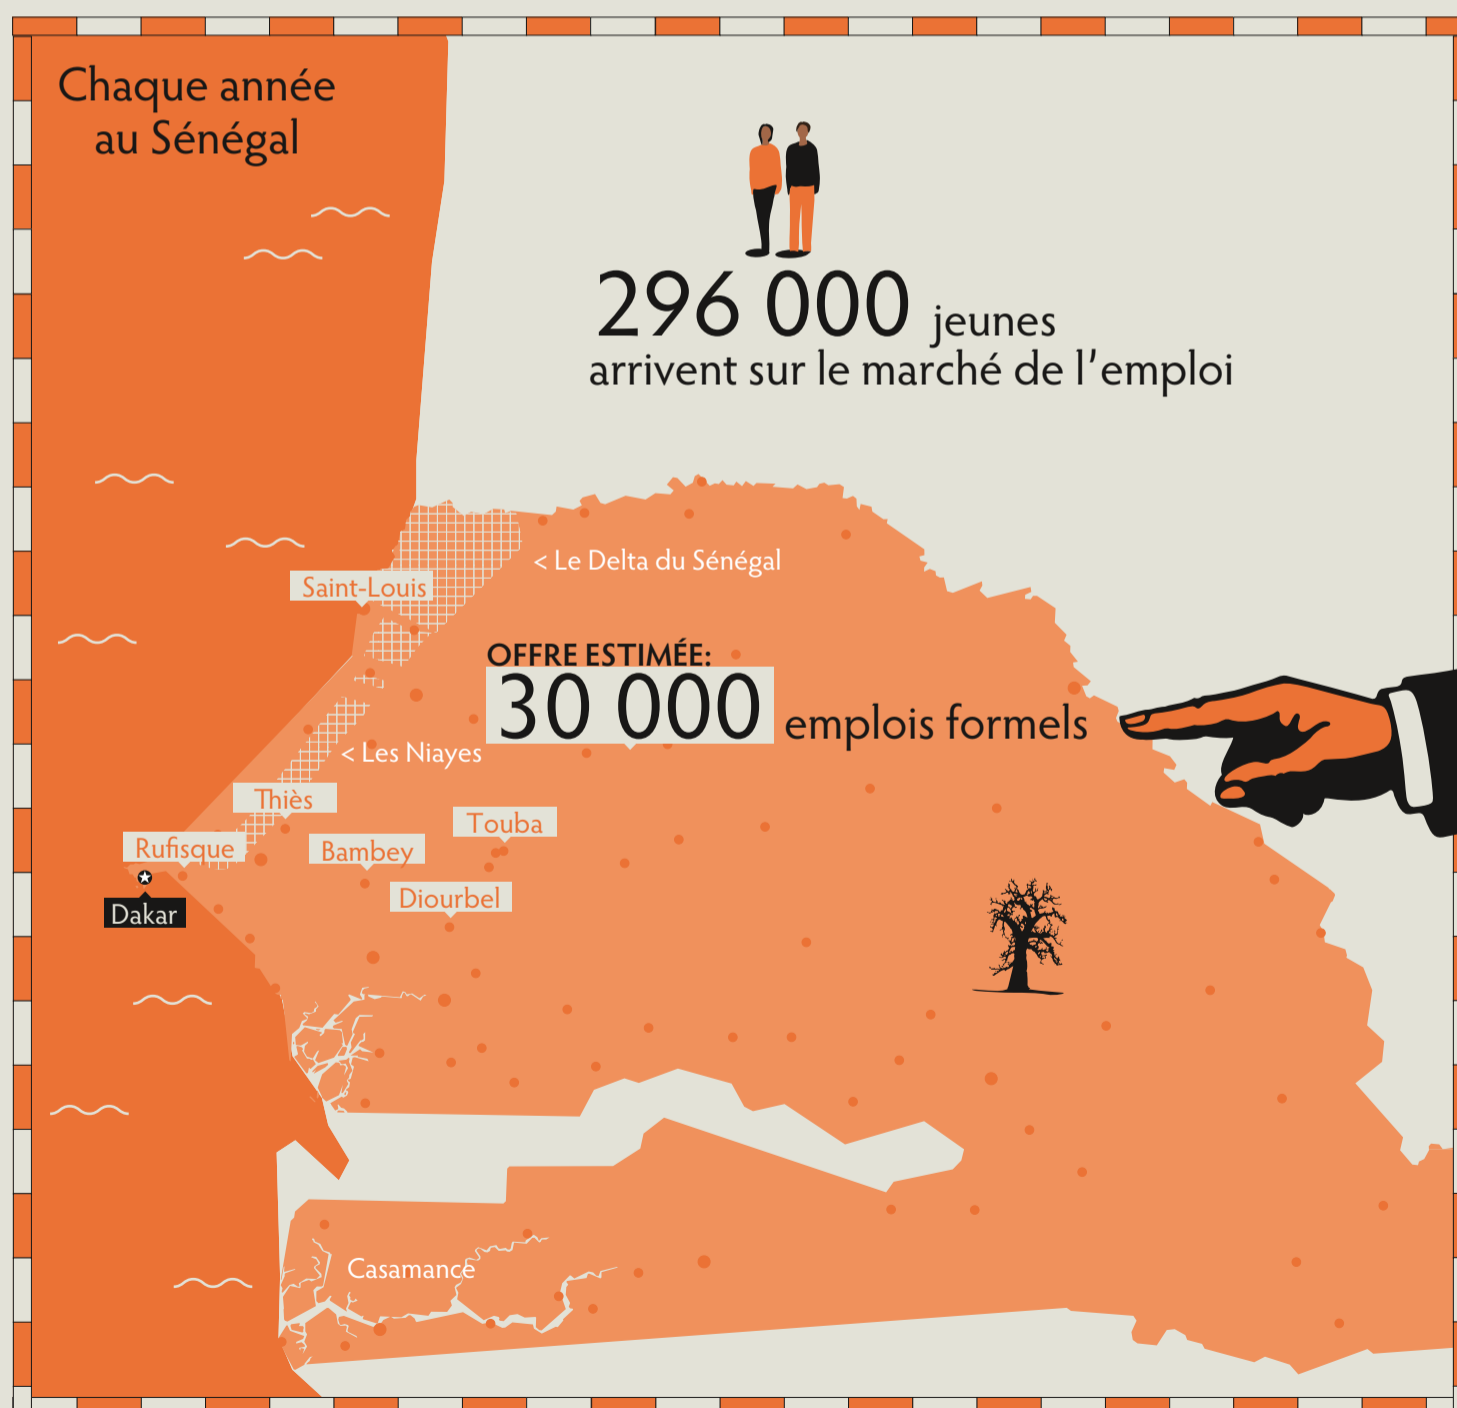 Chaque année
au Sénégal
296 000 jeunes
arrivent sur le marché de l'emploi
< Le Delta du Sénégal
Saint-Louis
OFFRE ESTIMÉE:
30 000 emplois formels
< Les Niayes
Thiès
Touba
Rufisque
Bambey
Diourbel
Dakar
Casamance